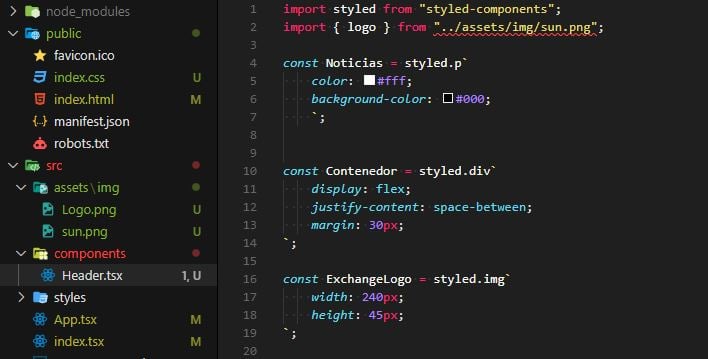 node_modules
public
favicon.ico
index.css U
index.html M
manifest.json
robots.txt
src
assets\img
Logo.png U
sun.png U
components
Header.tsx 1, U
styles
App.tsx M
index.tsx M
1 import styled from "styled-components";
2 import { logo } from "../assets/img/sun.png";
3
4 const Noticias = styled.p`
5 color: #fff;
6 background-color: #000;
7 `;
8
9
10 const Contenedor = styled.div`
11 display: flex;
12 justify-content: space-between;
13 margin: 30px;
14 `;
15
16 const ExchangeLogo = styled.img`
17 width: 240px;
18 height: 45px;
19 `;
20